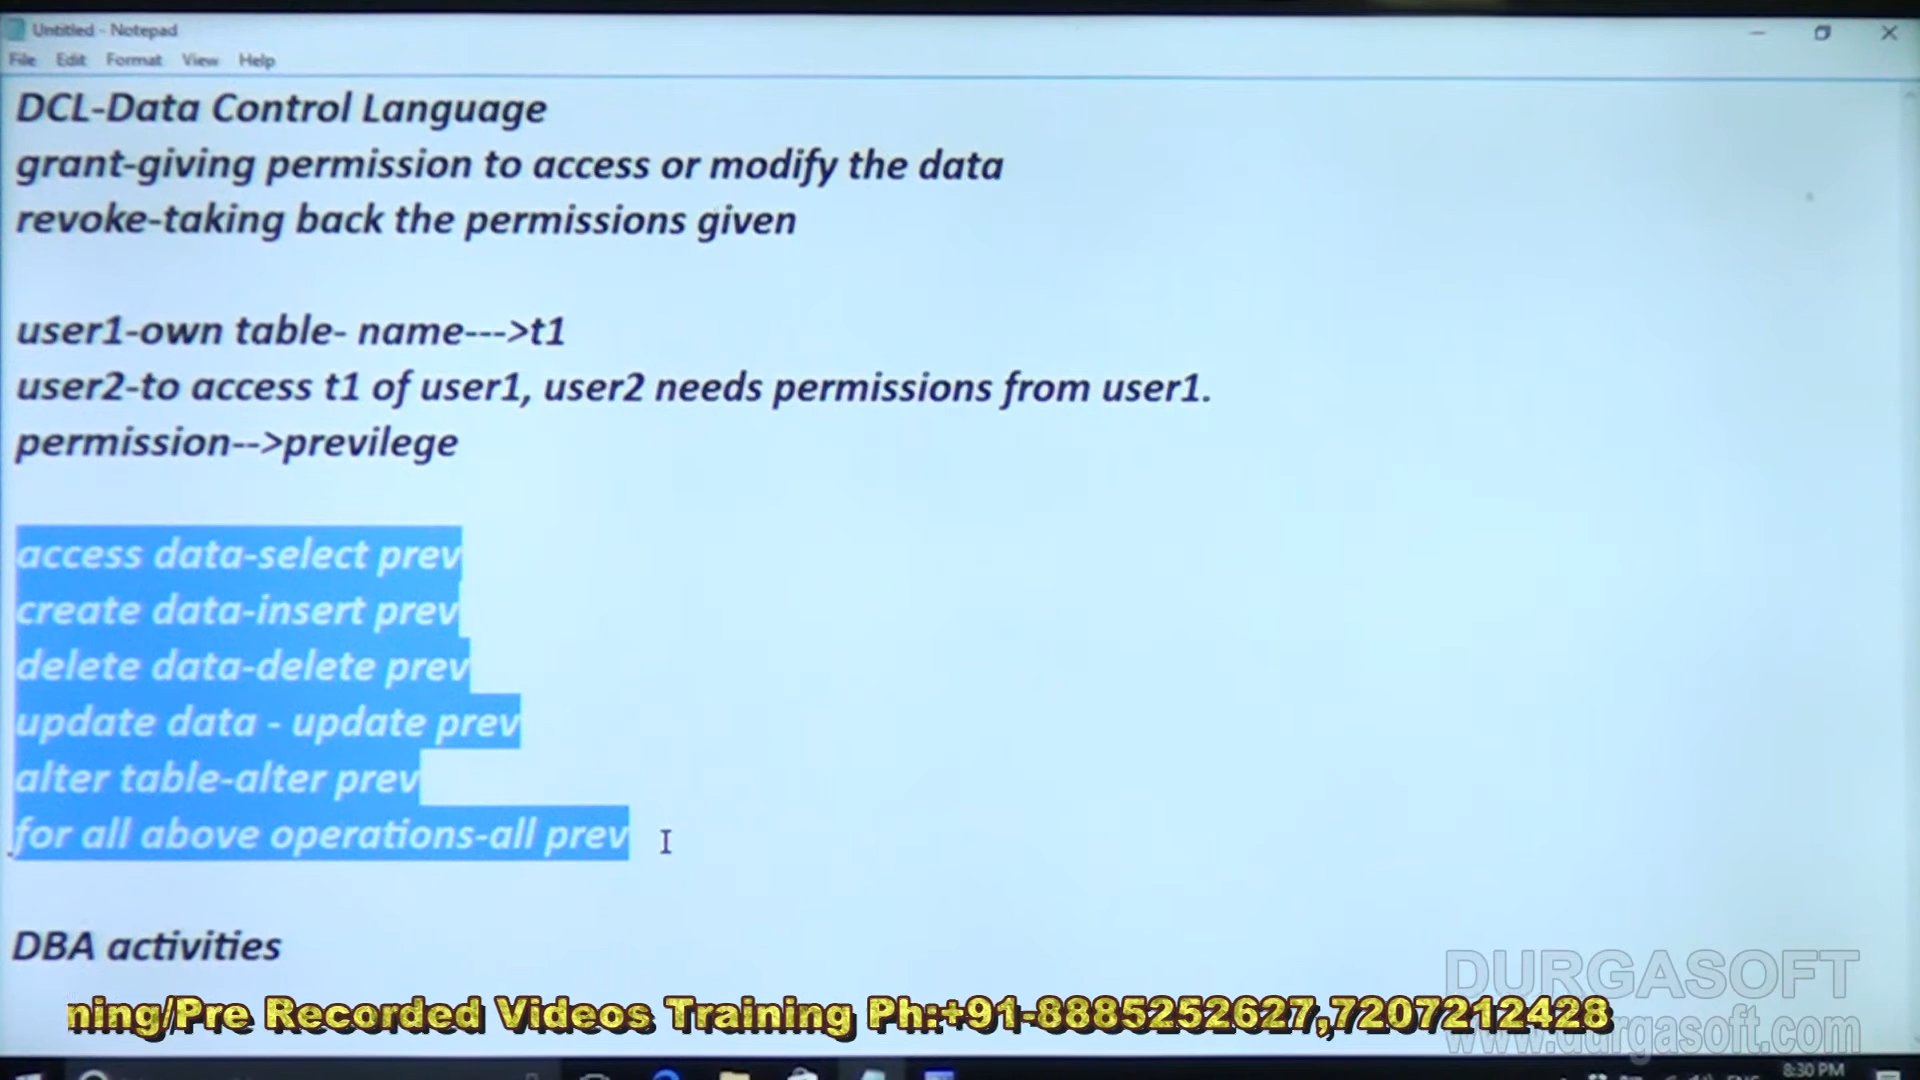 Untitled - Notepad
File Edit Format View Help
DCL-Data Control Language
grant-giving permission to access or modify the data
revoke-taking back the permissions given
user1-own table- name--->t1
user2-to access t1 of user1, user2 needs permissions from user1.
permission-->previlege
access data-select prev
create data-insert prev
delete data-delete prev
update data - update prev
alter table-alter prev
for all above operations-all prev
DBA activities
DURGASOFT
ning/Pre Recorded Videos Training Ph:+91-8885252627,7207212428
www.durgasoft.com
8:30 PM